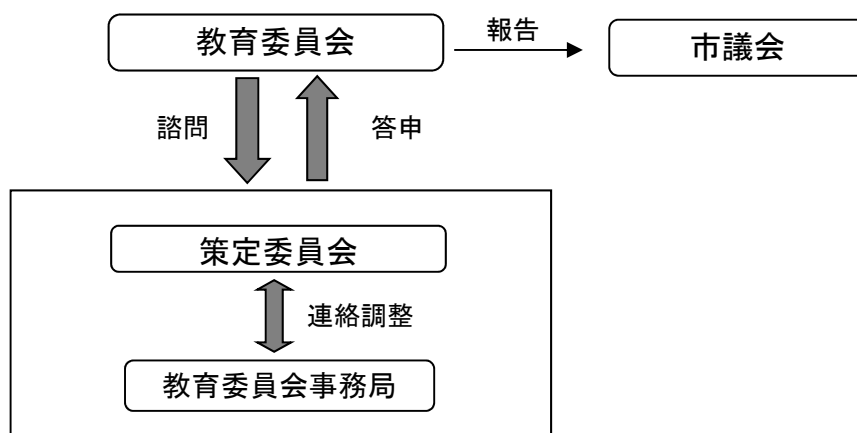 教育委員会
報告
市議会
諮問
答申
策定委員会
連絡調整
教育委員会事務局